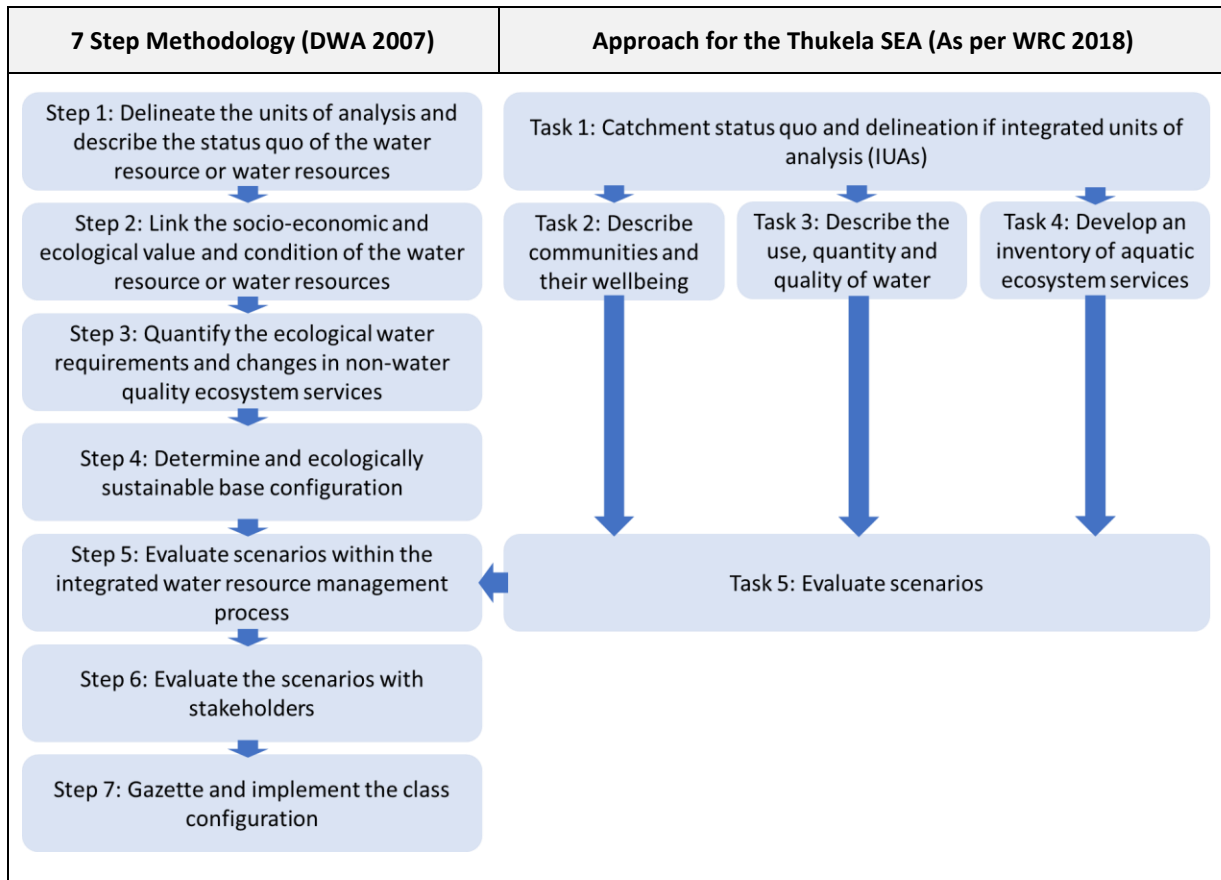 7 Step Methodology (DWA 2007)
Approach for the Thukela SEA (As per WRC 2018)
Step 1: Delineate the units of analysis and
describe the status quo of the water
resource or water resources
Step 2: Link the socio-economic and
ecological value and condition of the water
resource or water resources
Step 3: Quantify the ecological water
requirements and changes in non-water
quality ecosystem services
Step 4: Determine and ecologically
sustainable base configuration
Step 5: Evaluate scenarios within the
integrated water resource management
process
Step 6: Evaluate the scenarios with
stakeholders
Step 7: Gazette and implement the class
configuration
Task 1: Catchment status quo and delineation if integrated units of
analysis (IUAs)
Task 2: Describe
communities and
their wellbeing
Task 3: Describe the
use, quantity and
quality of water
Task 4: Develop an
inventory of aquatic
ecosystem services
Task 5: Evaluate scenarios